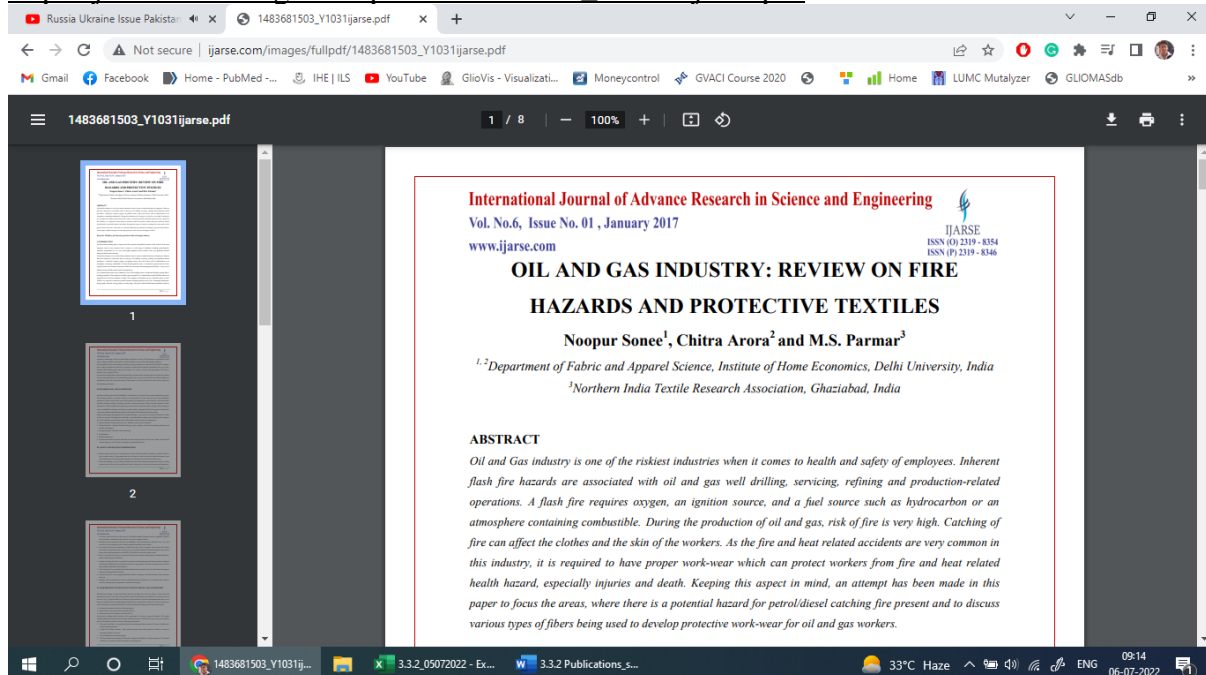 Russia Ukraine Issue Pakistan
1483681503_Y1031ijarse.pdf
Not secure | ijarse.com/images/fullpdf/1483681503_Y1031ijarse.pdf
Gmail Facebook Home - PubMed -... IHE | ILS YouTube GlioVis - Visualizati... Moneycontrol GVACI Course 2020 Home LUMC Mutalyzer GLIOMASdb »
1483681503_Y1031ijarse.pdf
1 / 8 | − 100% + |
International Journal of Advance Research in Science and Engineering
Vol. No.6, Issue No. 01 , January 2017
www.ijarse.com
IJARSE
ISSN (O) 2319 - 8354
ISSN (P) 2319 - 8346
OIL AND GAS INDUSTRY: REVIEW ON FIRE
HAZARDS AND PROTECTIVE TEXTILES
Noopur Sonee1, Chitra Arora2 and M.S. Parmar3
1, 2Department of Fabric and Apparel Science, Institute of Home Economics, Delhi University, India
3Northern India Textile Research Association, Ghaziabad, India
ABSTRACT
Oil and Gas industry is one of the riskiest industries when it comes to health and safety of employees. Inherent
flash fire hazards are associated with oil and gas well drilling, servicing, refining and production-related
operations. A flash fire requires oxygen, an ignition source, and a fuel source such as hydrocarbon or an
atmosphere containing combustible. During the production of oil and gas, risk of fire is very high. Catching of
fire can affect the clothes and the skin of the workers. As the fire and heat related accidents are very common in
this industry, it is required to have proper work-wear which can protect workers from fire and heat related
health hazard, especially injuries and death. Keeping this aspect in mind, an attempt has been made in this
paper to focus the areas, where there is a potential hazard for petrol/diesel catching fire present and to discuss
various types of fibers being used to develop protective work-wear for oil and gas workers.
1
2
1483681503_Y1031ij...
3.3.2_05072022 - Ex...
3.3.2 Publications_s...
33°C Haze
ENG
09:14
06-07-2022